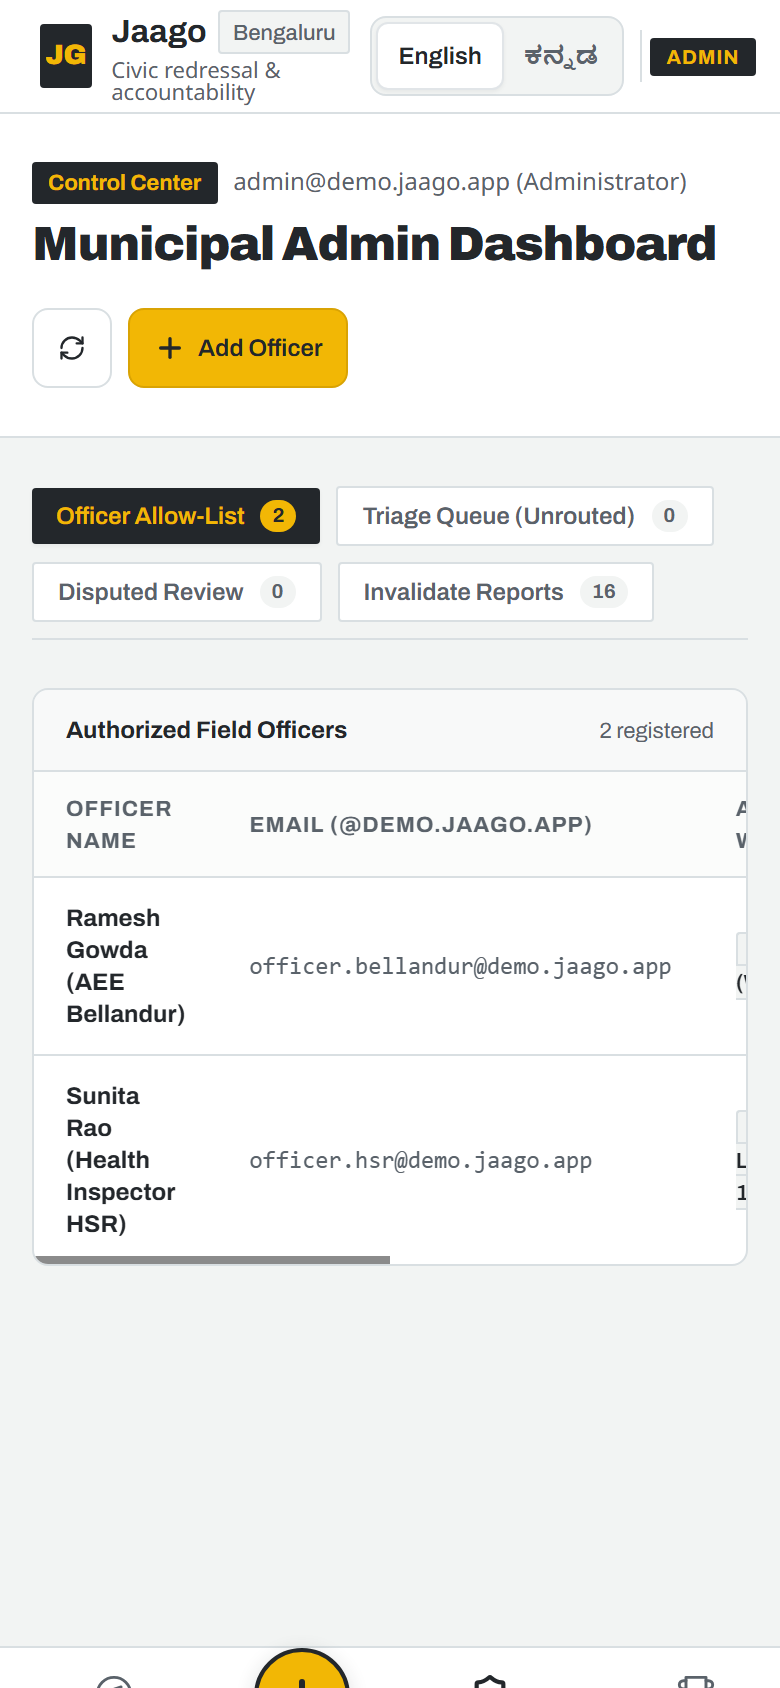 JG
Jaago
Bengaluru
Civic redressal &
accountability
English
ಕನ್ನಡ
ADMIN
Control Center
admin@demo.jaago.app (Administrator)
Municipal Admin Dashboard
Add Officer
Officer Allow-List 2
Triage Queue (Unrouted) 0
Disputed Review 0
Invalidate Reports 16
Authorized Field Officers
2 registered
OFFICER
NAME
EMAIL (@DEMO.JAAGO.APP)
Ramesh
Gowda
(AEE
Bellandur)
officer.bellandur@demo.jaago.app
Sunita
Rao
(Health
Inspector
HSR)
officer.hsr@demo.jaago.app